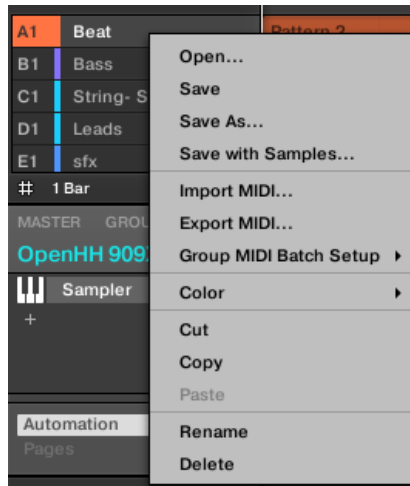 A1 Beat
Pattern 2
B1 Bass
C1 String- S
D1 Leads
E1 sfx
# 1 Bar
MASTER GROU
OpenHH 909
Sampler
+
Automation
Pages
Open...
Save
Save As...
Save with Samples...
Import MIDI...
Export MIDI...
Group MIDI Batch Setup
Color
Cut
Copy
Paste
Rename
Delete